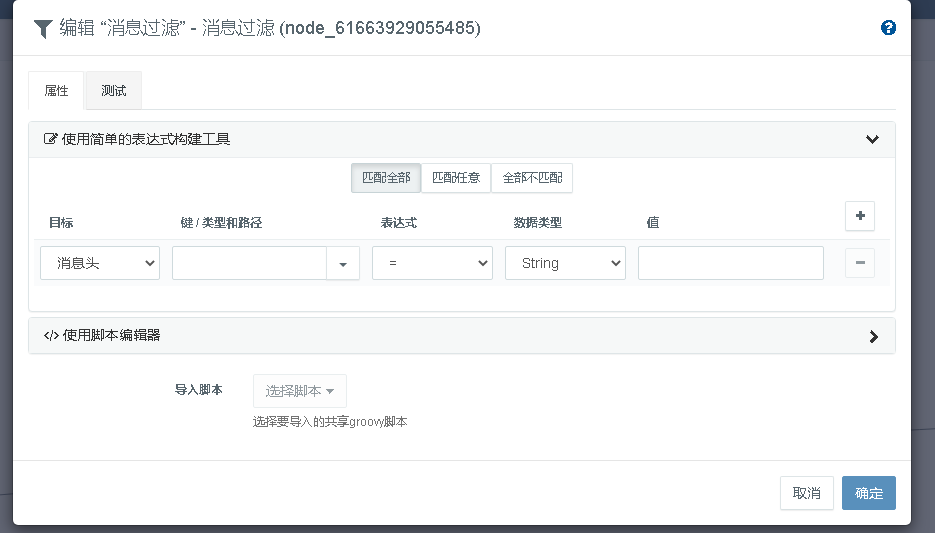 编辑 “消息过滤” - 消息过滤 (node_61663929055485)
属性 测试
使用简单的表达式构建工具
匹配全部 匹配任意 全部不匹配
目标 键 / 类型和路径 表达式 数据类型 值
消息头 = String
</> 使用脚本编辑器
导入脚本 选择脚本
选择要导入的共享groovy脚本
取消 确定